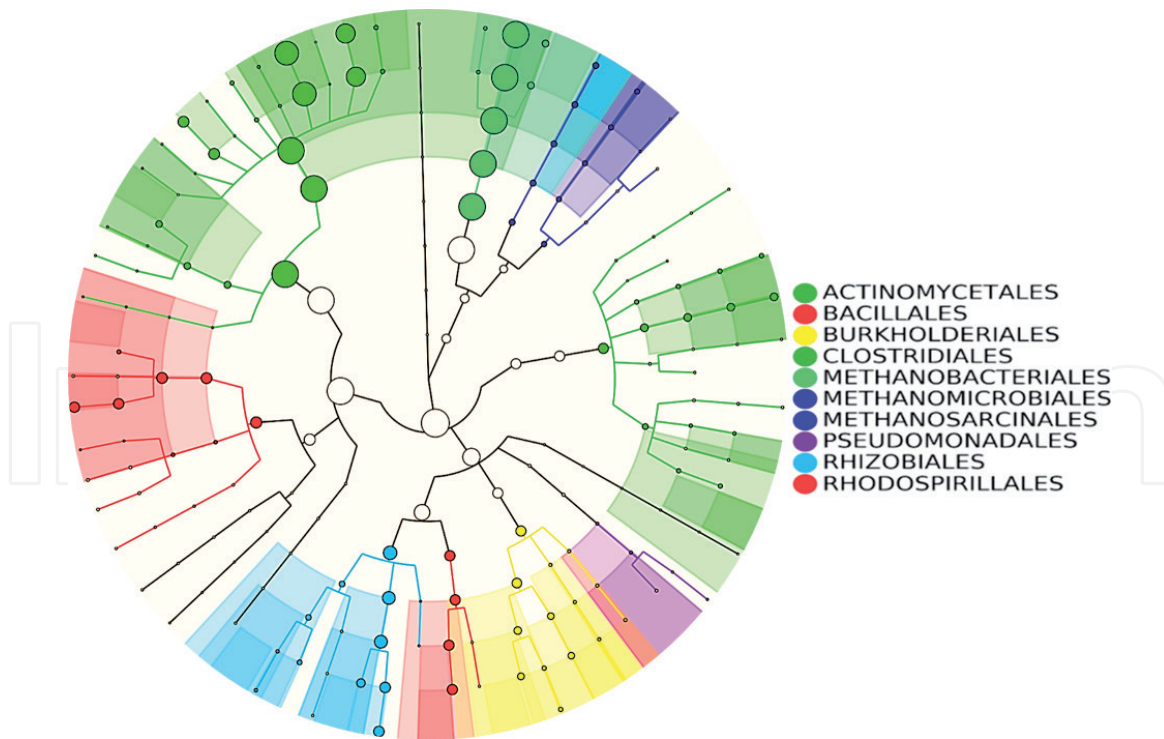 ACTINOMYCETALES
BACILLALES
BURKHOLDERIALES
CLOSTRIDIALES
METHANOBACTERIALES
METHANOMICROBIALES
METHANOSARCINALES
PSEUDOMONADALES
RHIZOBIALES
RHODOSPIRILLALES